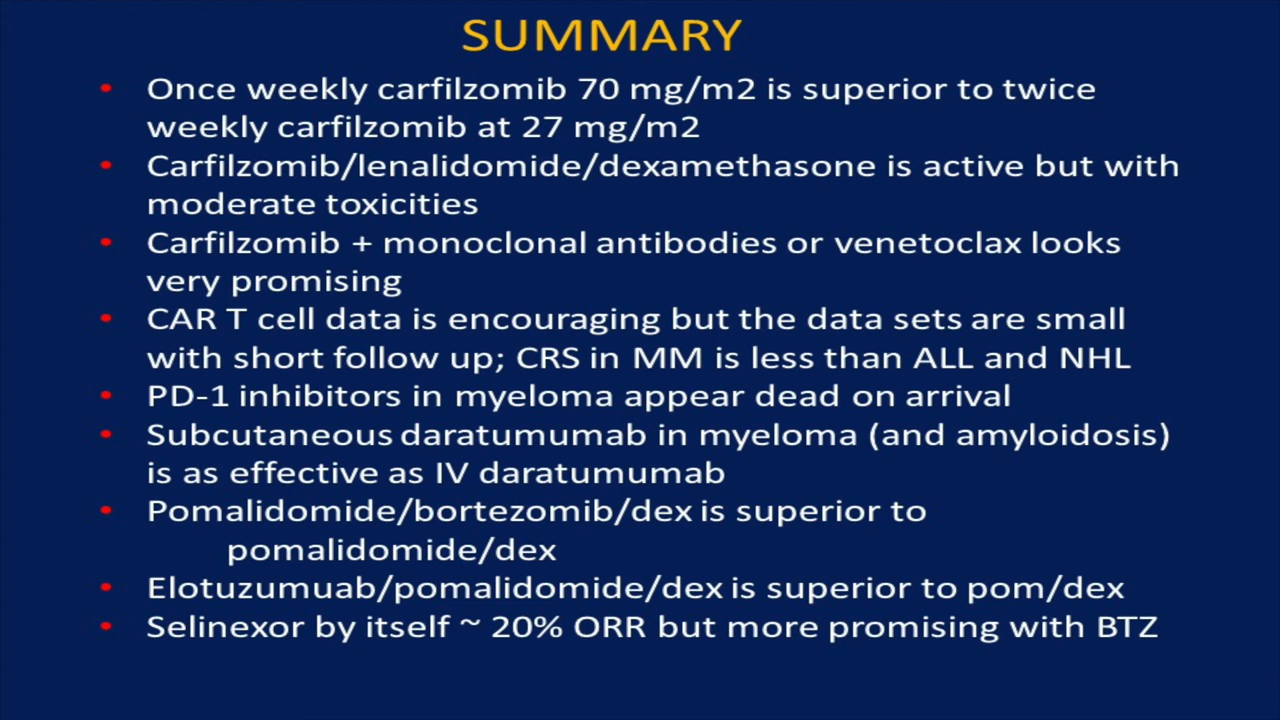 SUMMARY
• Once weekly carfilzomib 70 mg/m2 is superior to twice
weekly carfilzomib at 27 mg/m2
• Carfilzomib/lenalidomide/dexamethasone is active but with
moderate toxicities
• Carfilzomib + monoclonal antibodies or venetoclax looks
very promising
• CAR T cell data is encouraging but the data sets are small
with short follow up; CRS in MM is less than ALL and NHL
• PD-1 inhibitors in myeloma appear dead on arrival
• Subcutaneous daratumumab in myeloma (and amyloidosis)
is as effective as IV daratumumab
• Pomalidomide/bortezomib/dex is superior to
pomalidomide/dex
• Elotuzumuab/pomalidomide/dex is superior to pom/dex
• Selinexor by itself ~ 20% ORR but more promising with BTZ